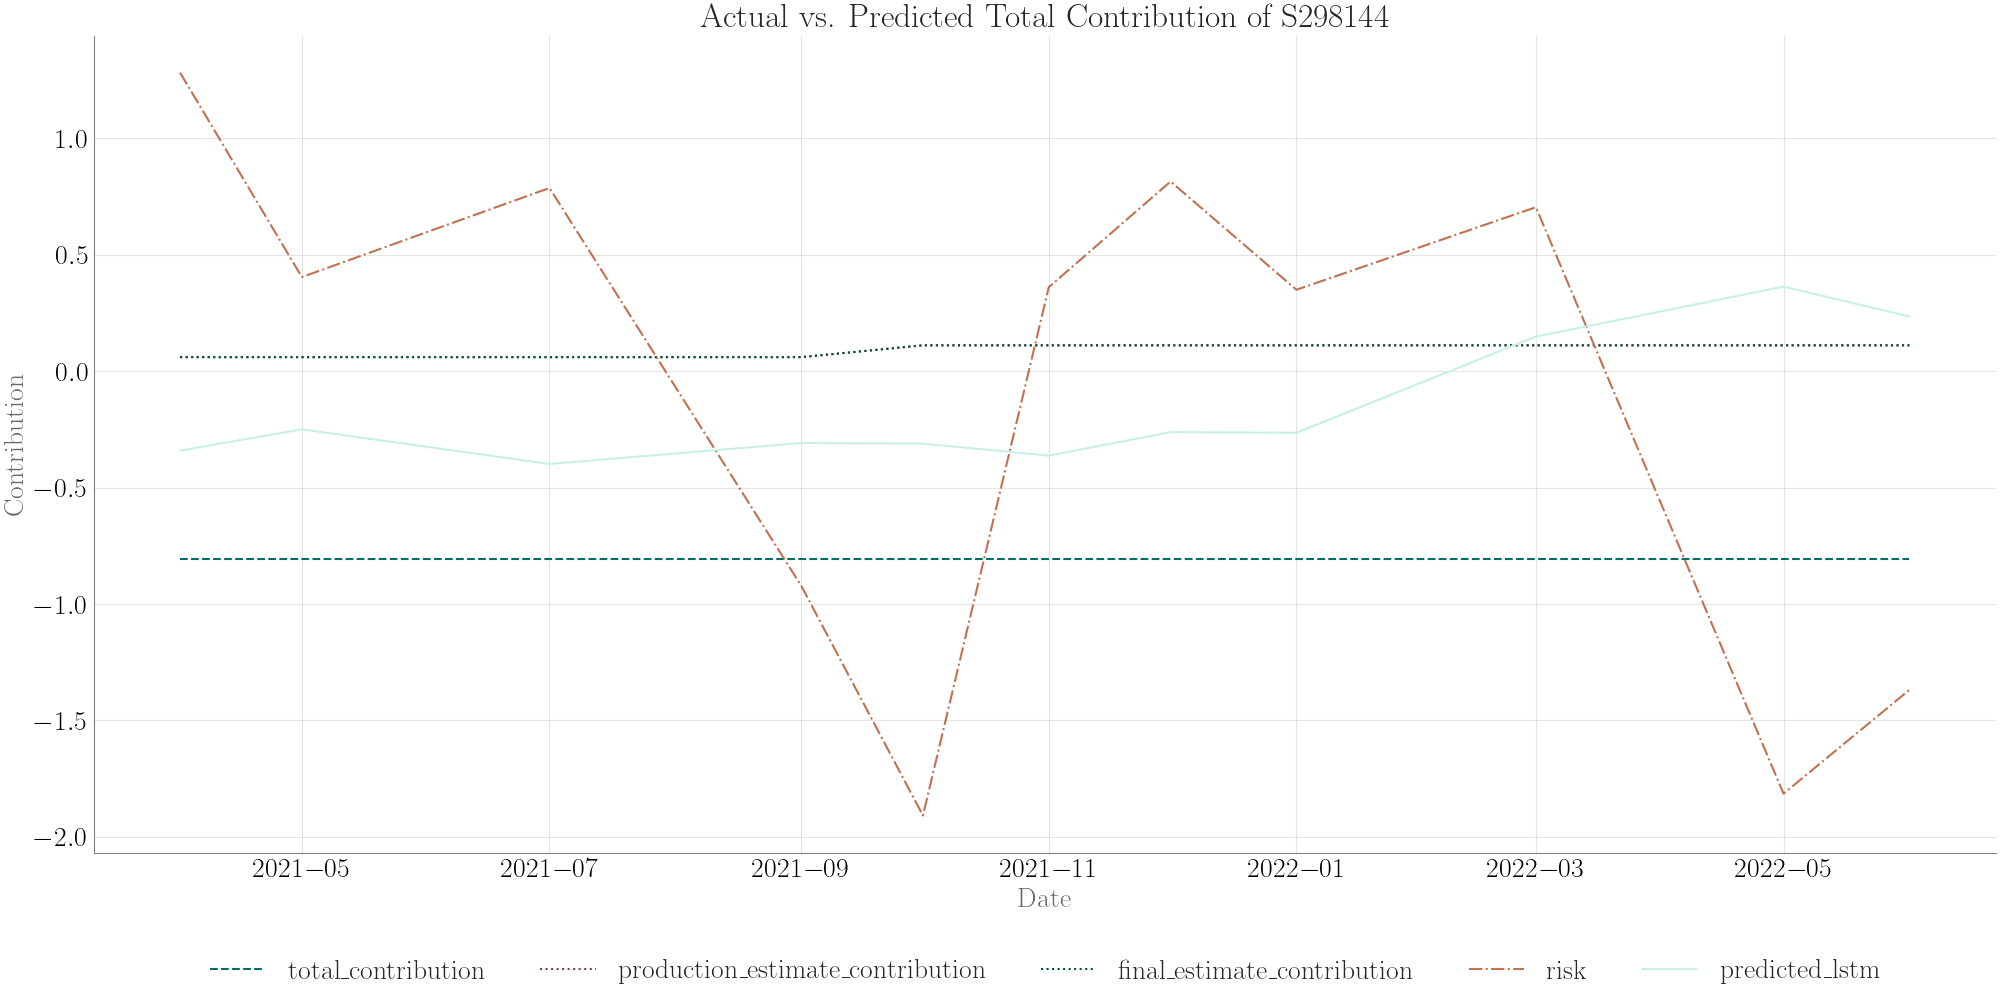 Actual vs. Predicted Total Contribution of S298144
Contribution
1.0
0.5
0.0
−0.5
−1.0
−1.5
−2.0
2021−05 2021−07 2021−09 2021−11 2022−01 2022−03 2022−05
Date
total_contribution production_estimate_contribution final_estimate_contribution risk predicted_lstm